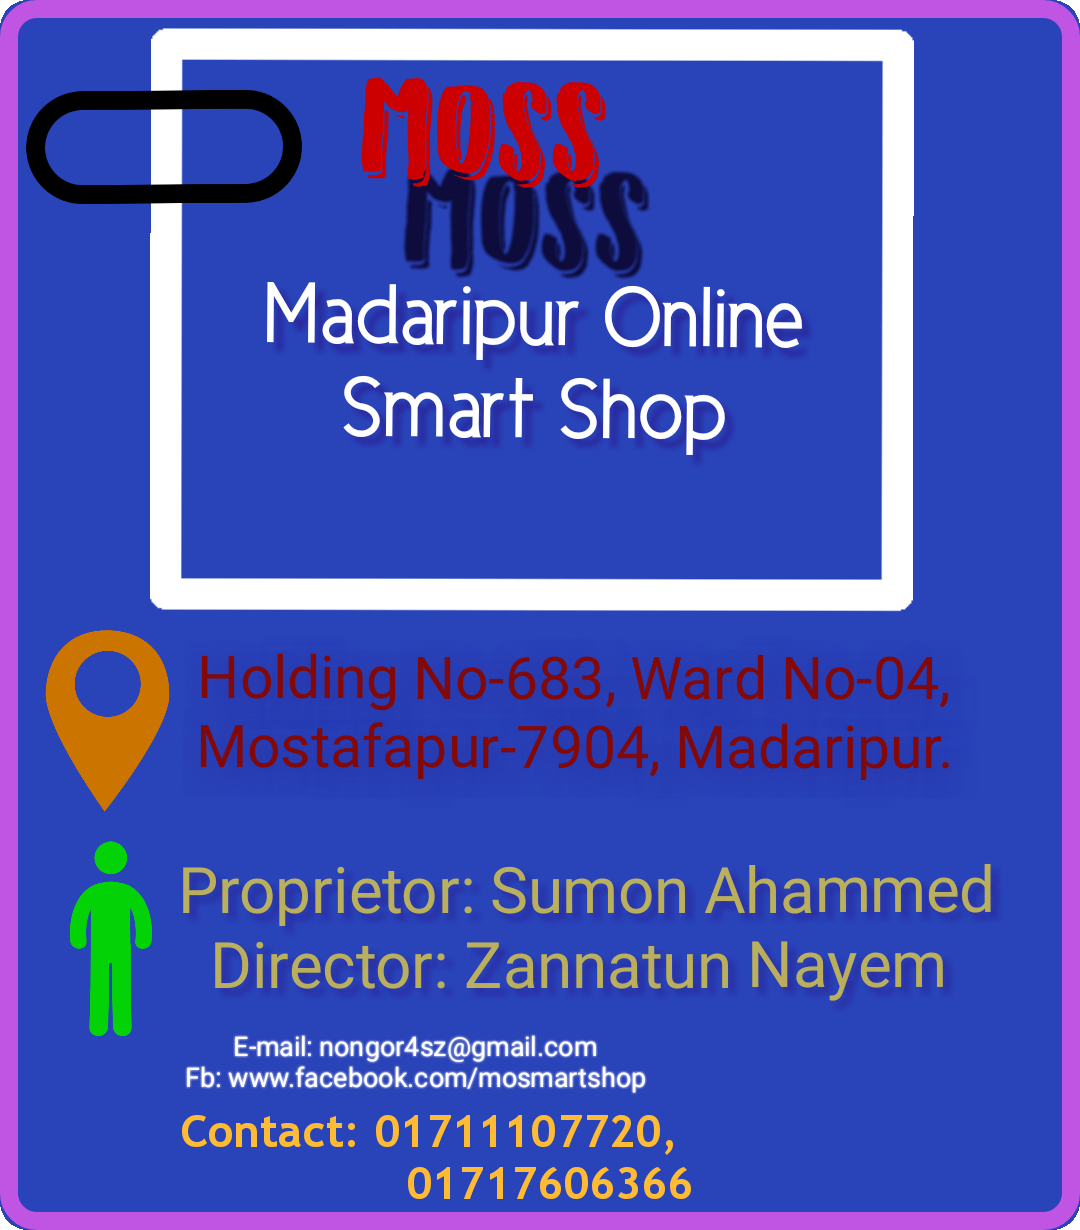 MOSS
MOSS
Madaripur Online
Smart Shop
Holding No-683, Ward No-04,
Mostafapur-7904, Madaripur.
Proprietor: Sumon Ahammed
Director: Zannatun Nayem
E-mail: nongor4sz@gmail.com
Fb: www.facebook.com/mosmartshop
Contact: 01711107720,
01717606366